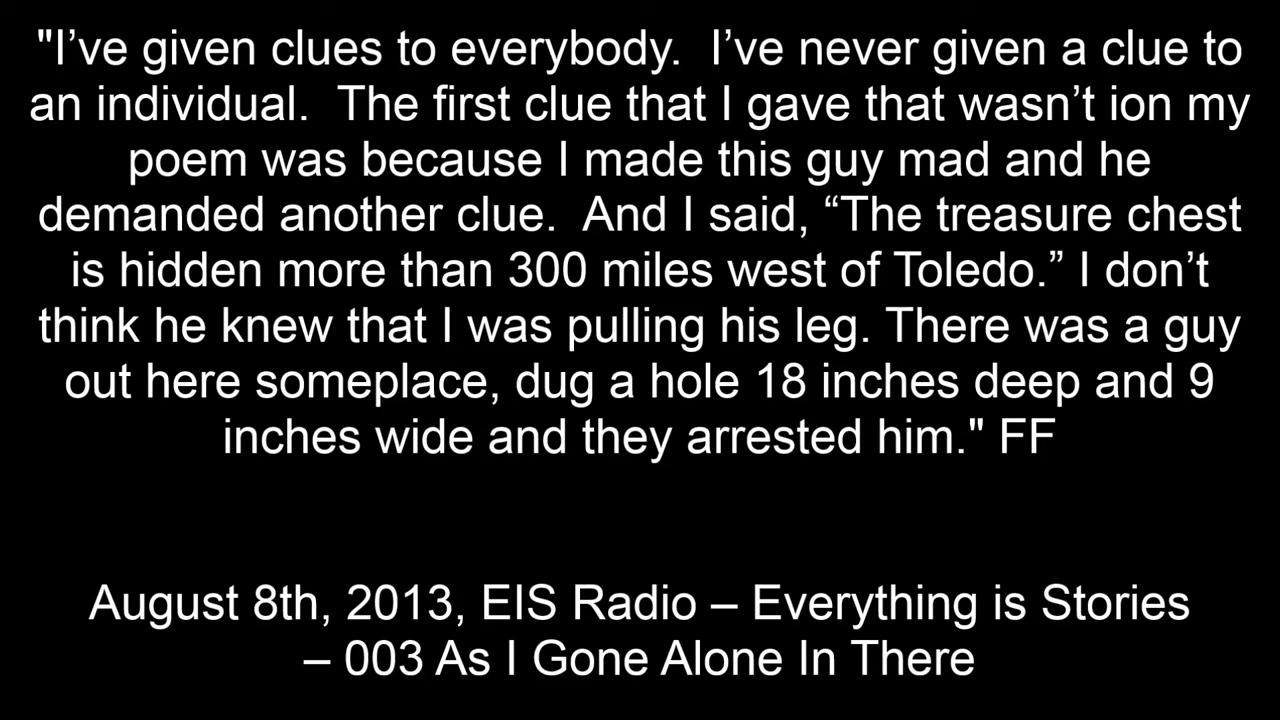 "I’ve given clues to everybody.  I’ve never given a clue to
an individual.  The first clue that I gave that wasn’t ion my
poem was because I made this guy mad and he
demanded another clue.  And I said, “The treasure chest
is hidden more than 300 miles west of Toledo.” I don’t
think he knew that I was pulling his leg. There was a guy
out here someplace, dug a hole 18 inches deep and 9
inches wide and they arrested him." FF
August 8th, 2013, EIS Radio – Everything is Stories
– 003 As I Gone Alone In There